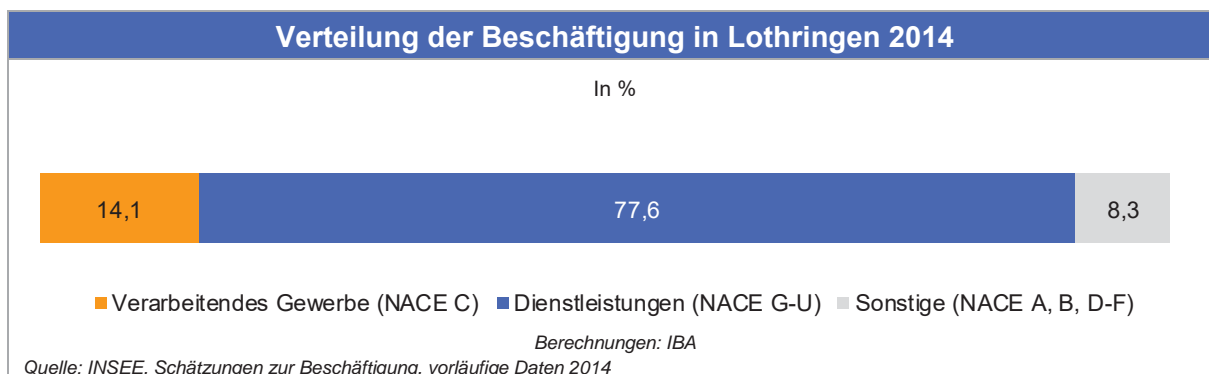 Verteilung der Beschäftigung in Lothringen 2014
In %
14,1 77,6 8,3
Verarbeitendes Gewerbe (NACE C) Dienstleistungen (NACE G-U) Sonstige (NACE A, B, D-F)
Berechnungen: IBA
Quelle: INSEE, Schätzungen zur Beschäftigung, vorläufige Daten 2014